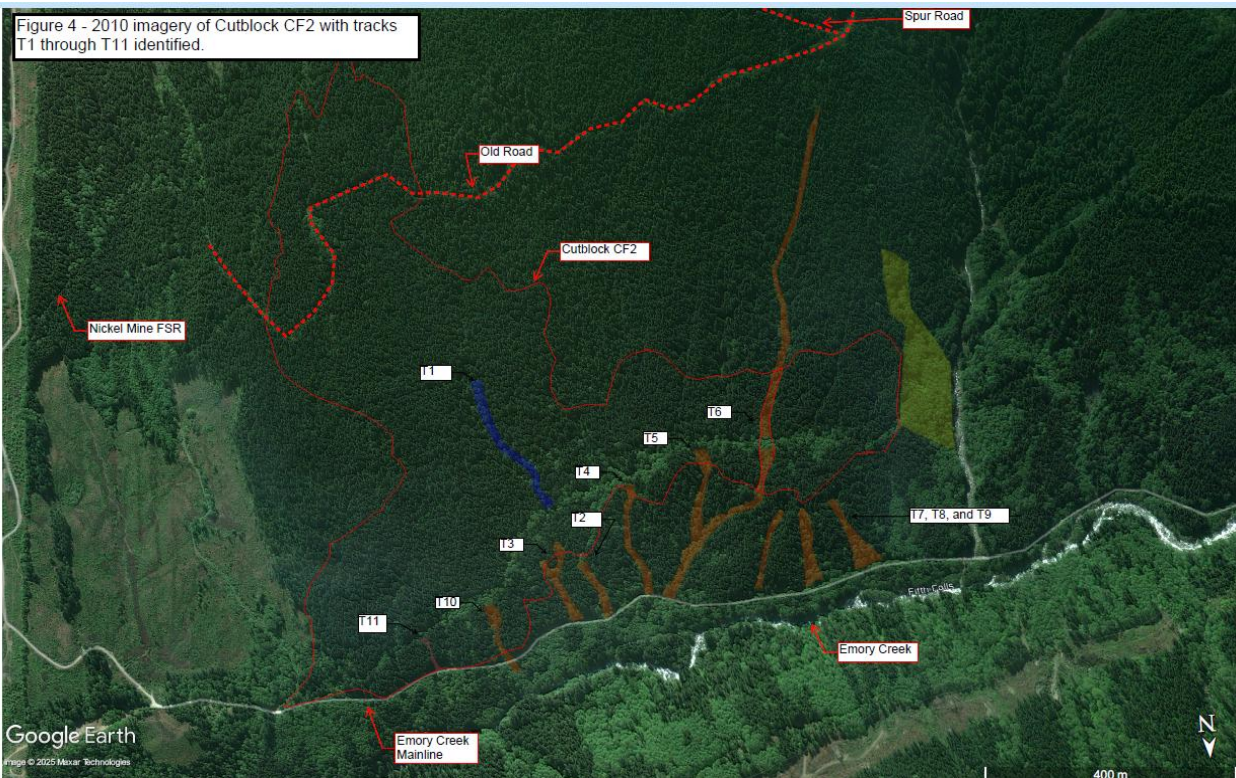 Figure 4 - 2010 imagery of Cutblock CF2 with tracks
T1 through T11 identified.
Spur Road
Old Road
Cutblock CF2
Nickel Mine FSR
T1
T6
T5
T4
T2
T7, T8, and T9
T3
Fifth Falls
T10
T11
Emory Creek
Emory Creek
Mainline
Google Earth
Image © 2025 Maxar Technologies
N
400 m